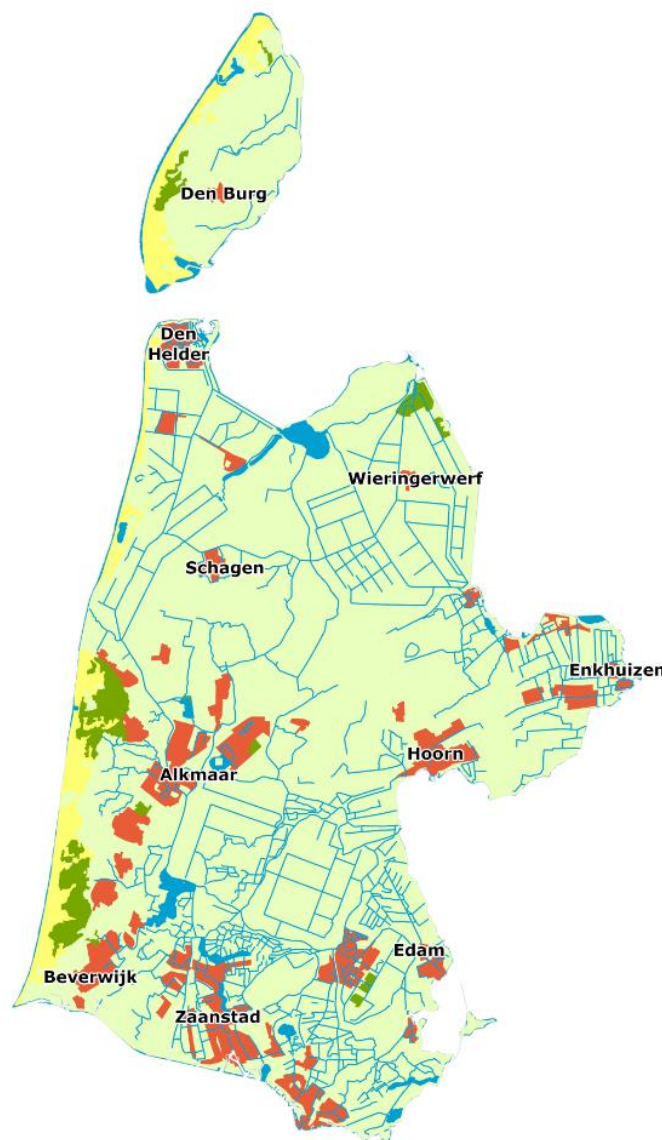 Den Burg
Den
Helder
Wieringerwerf
Schagen
Enkhuizen
Hoorn
Alkmaar
Edam
Beverwijk
Zaanstad